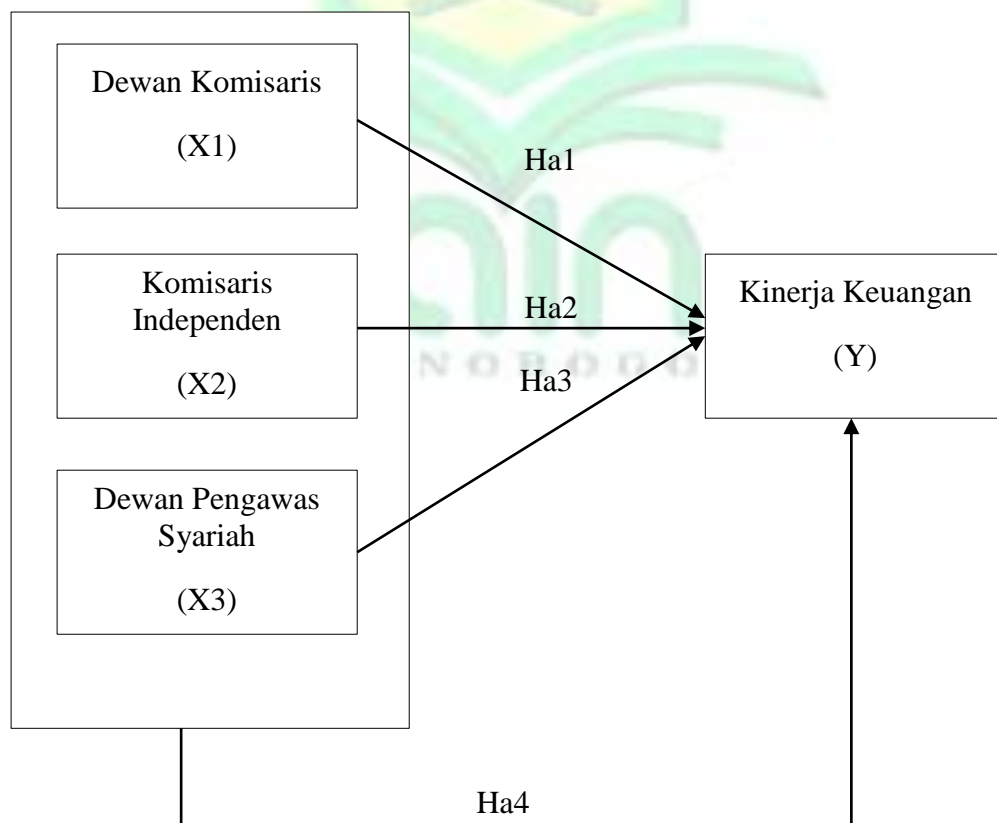 Dewan Komisaris
(X1)
Ha1
Komisaris
Independen
(X2)
Ha2
Kinerja Keuangan
(Y)
Ha3
Dewan Pengawas
Syariah
(X3)
Ha4